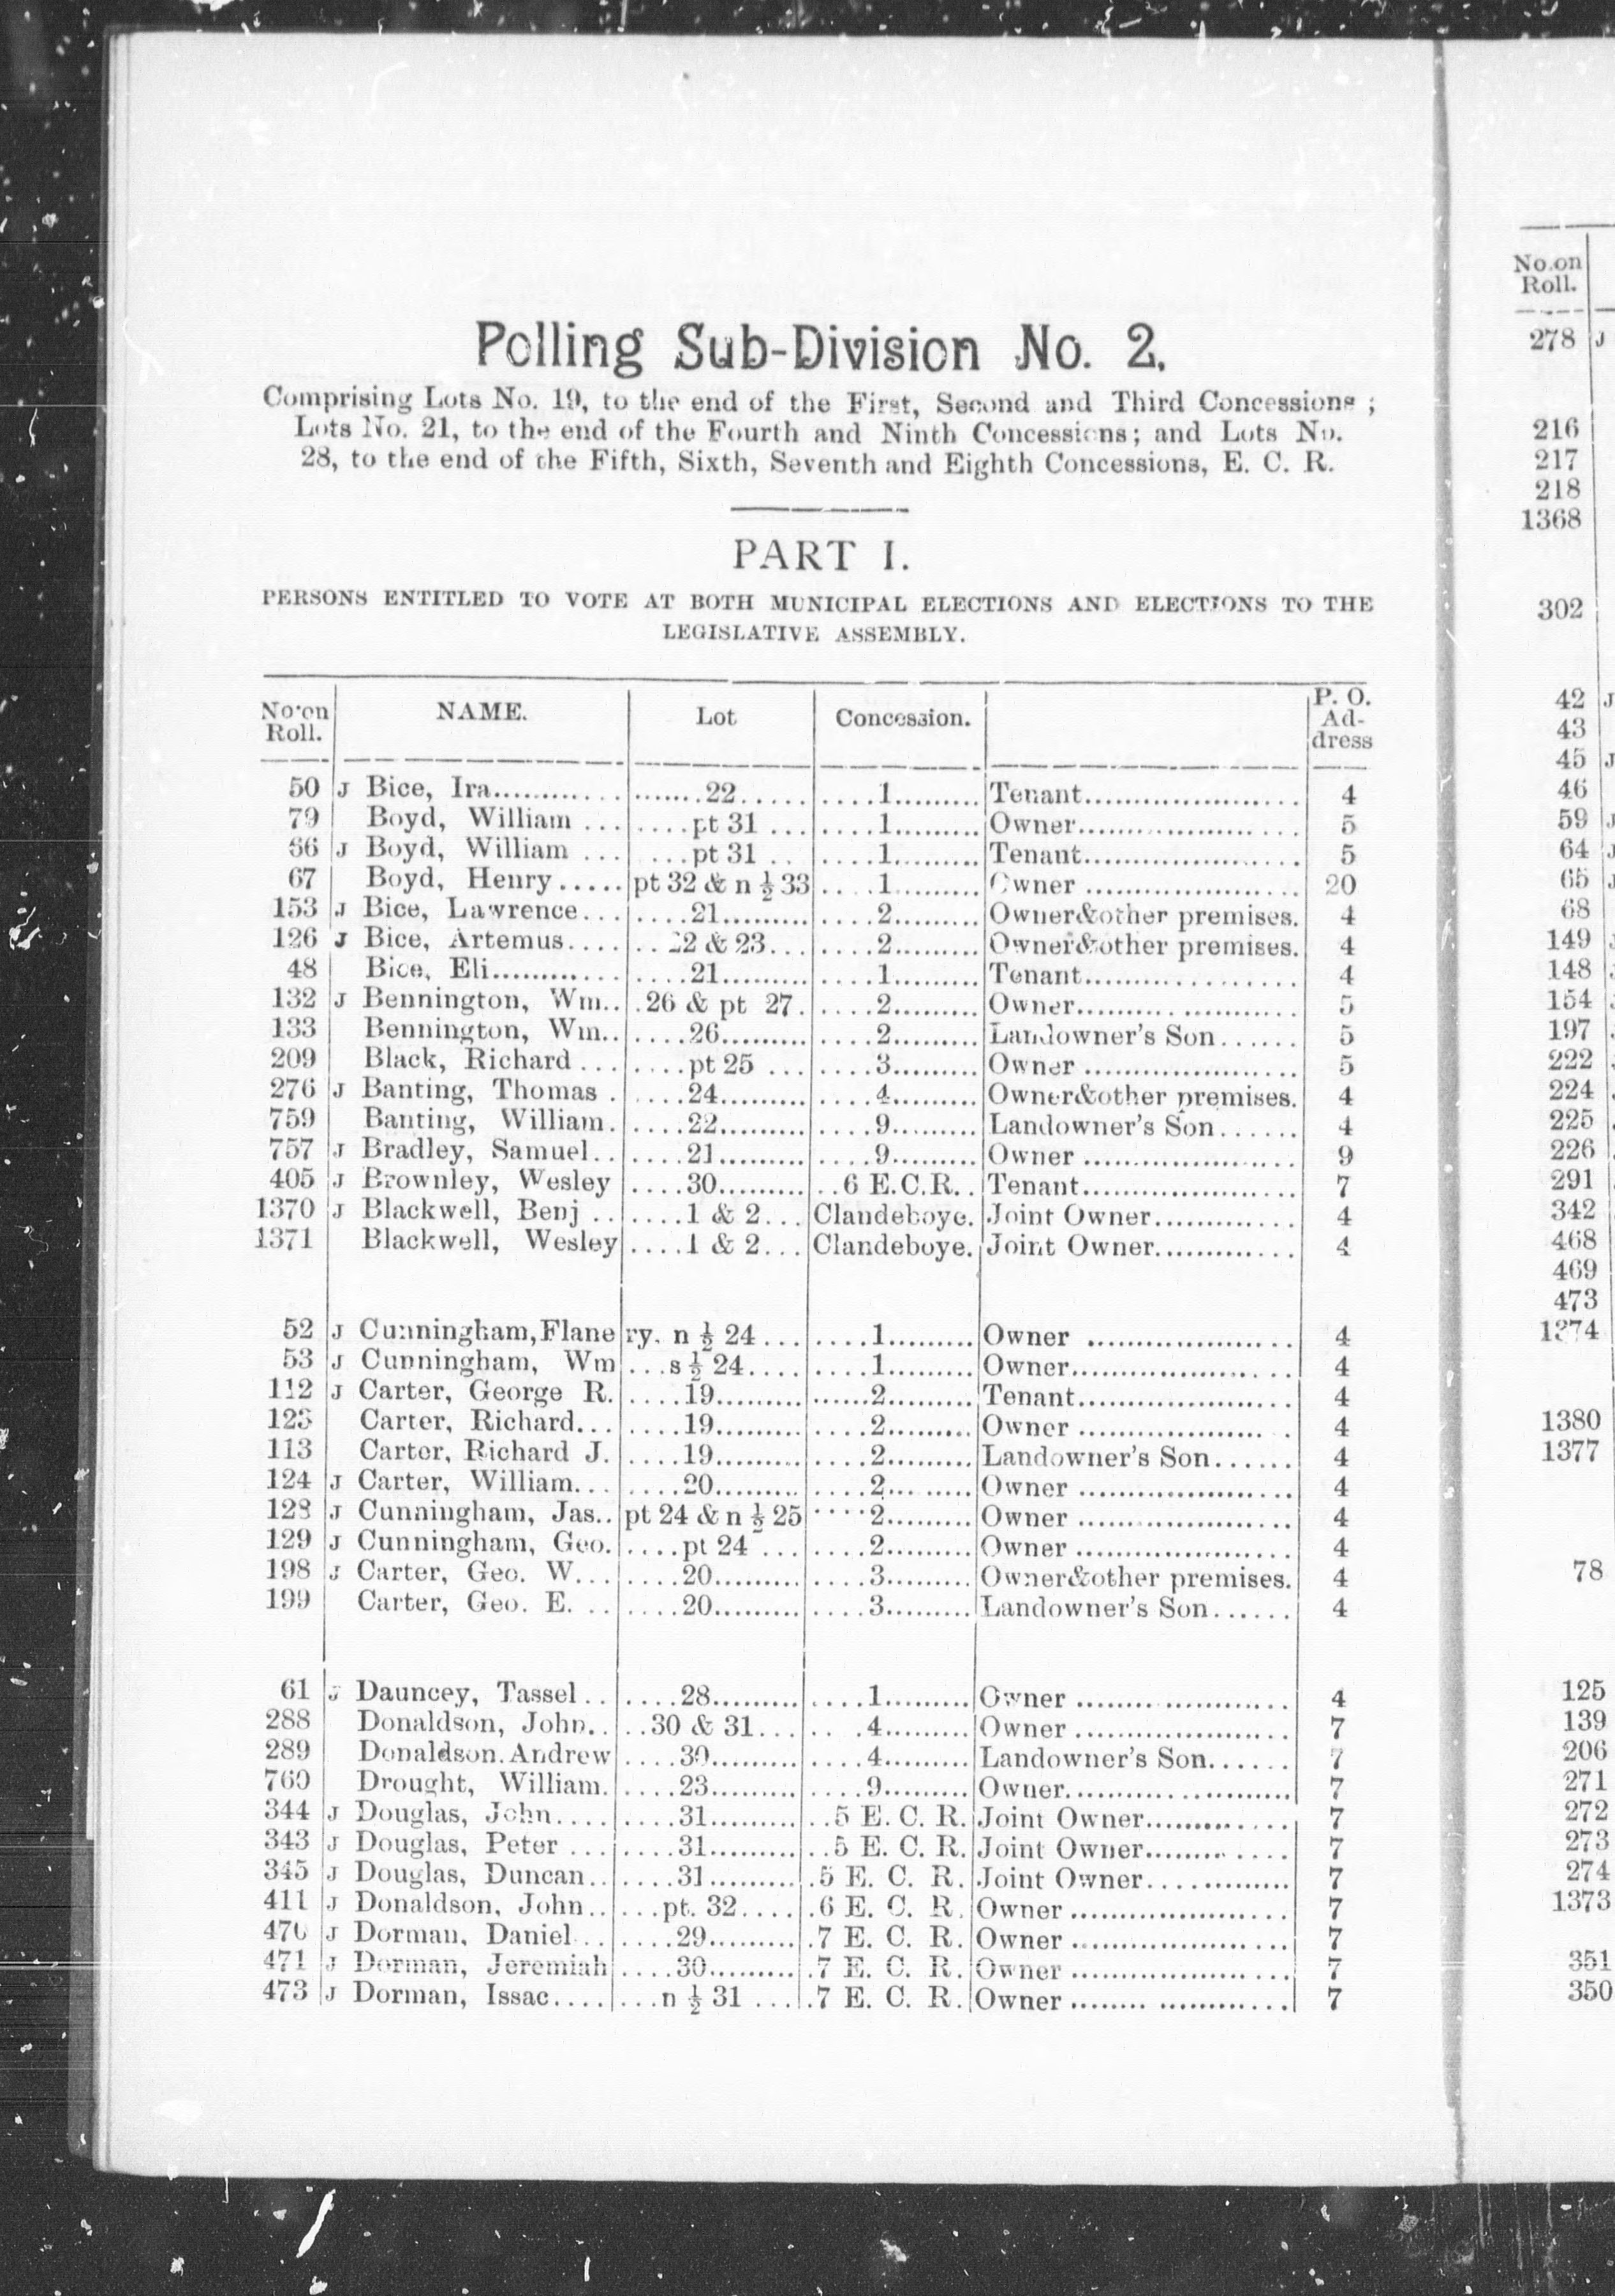 Polling Sub-Division No. 2.
Comprising Lots No. 19, to the end of the First, Second and Third Concessions ;
Lots No. 21, to the end of the Fourth and Ninth Concessions; and Lots No.
28, to the end of the Fifth, Sixth, Seventh and Eighth Concessions, E. C. R.
PART I.
PERSONS ENTITLED TO VOTE AT BOTH MUNICIPAL ELECTIONS AND ELECTIONS TO THE
LEGISLATIVE ASSEMBLY.
No on Roll. NAME. Lot Concession. P. O. Address
50 J Bice, Ira 22 1 Tenant 4
79 Boyd, William pt 31 1 Owner 5
66 J Boyd, William pt 31 1 Tenant 5
67 Boyd, Henry pt 32 & n ½ 33 1 Owner 20
153 J Bice, Lawrence 21 2 Owner&other premises. 4
126 J Bice, Artemus 22 & 23 2 Owner&other premises. 4
48 Bice, Eli 21 1 Tenant 4
132 J Bennington, Wm. 26 & pt 27 2 Owner 5
133 Bennington, Wm. 26 2 Landowner's Son 5
209 Black, Richard pt 25 3 Owner 5
276 J Banting, Thomas 24 4 Owner&other premises. 4
759 Banting, William 22 9 Landowner's Son 4
757 J Bradley, Samuel 21 9 Owner 9
405 J Brownley, Wesley 30 6 E.C.R. Tenant 7
1370 J Blackwell, Benj 1 & 2 Clandeboye. Joint Owner 4
1371 Blackwell, Wesley 1 & 2 Clandeboye. Joint Owner 4
52 J Cunningham, Flanery. n ½ 24 1 Owner 4
53 J Cunningham, Wm s ½ 24 1 Owner 4
112 J Carter, George R. 19 2 Tenant 4
123 Carter, Richard 19 2 Owner 4
113 Carter, Richard J. 19 2 Landowner's Son 4
124 J Carter, William 20 2 Owner 4
128 J Cunningham, Jas. pt 24 & n ½ 25 2 Owner 4
129 J Cunningham, Geo. pt 24 2 Owner 4
198 J Carter, Geo. W. 20 3 Owner&other premises. 4
199 Carter, Geo. E. 20 3 Landowner's Son 4
61 J Dauncey, Tassel 28 1 Owner 4
288 Donaldson, John 30 & 31 4 Owner 7
289 Donaldson. Andrew 30 4 Landowner's Son 7
760 Drought, William. 23 9 Owner 7
344 J Douglas, John 31 5 E. C. R. Joint Owner 7
343 J Douglas, Peter 31 5 E. C. R. Joint Owner 7
345 J Douglas, Duncan 31 5 E. C. R. Joint Owner 7
411 J Donaldson, John pt. 32 6 E. C. R. Owner 7
470 J Dorman, Daniel 29 7 E. C. R. Owner 7
471 J Dorman, Jeremiah 30 7 E. C. R. Owner 7
473 J Dorman, Issac n ½ 31 7 E. C. R. Owner 7
No.on
Roll.
278 J
216
217
218
1368
302
42 J
43
45 J
46
59 J
64 J
65 J
68
149 J
148 J
154
197
222
224
225
226
291
342
468
469
473
1374
1380
1377
78
125
139
206
271
272
273
274
1373
351
350